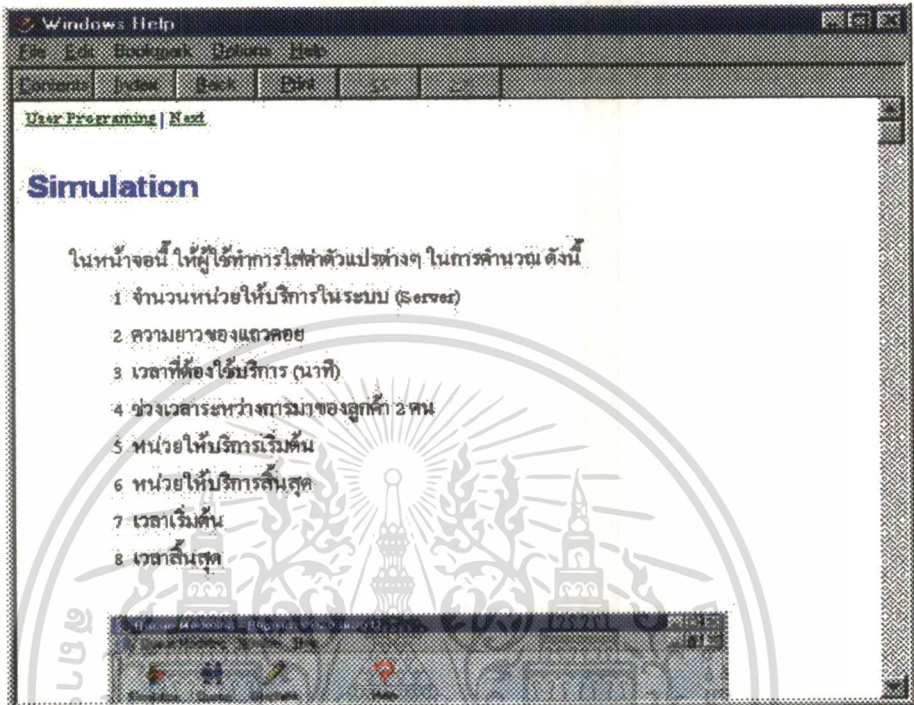 Windows Help
File Edit Bookmark Options Help
Contents Index Back Print << >>
User Programing | Next
Simulation
ในหน้าจอนี้ ให้ผู้ใช้ทำการใส่ค่าตัวแปรต่างๆ ในการคำนวณ ดังนี้
1 จำนวนหน่วยให้บริการในระบบ (Server)
2 ความยาวของแถวคอย
3 เวลาที่ต้องใช้บริการ (นาที)
4 ช่วงเวลาระหว่างการมาของลูกค้า 2 คน
5 หน่วยให้บริการเริ่มต้น
6 หน่วยให้บริการสิ้นสุด
7 เวลาเริ่มต้น
8 เวลาสิ้นสุด
Help